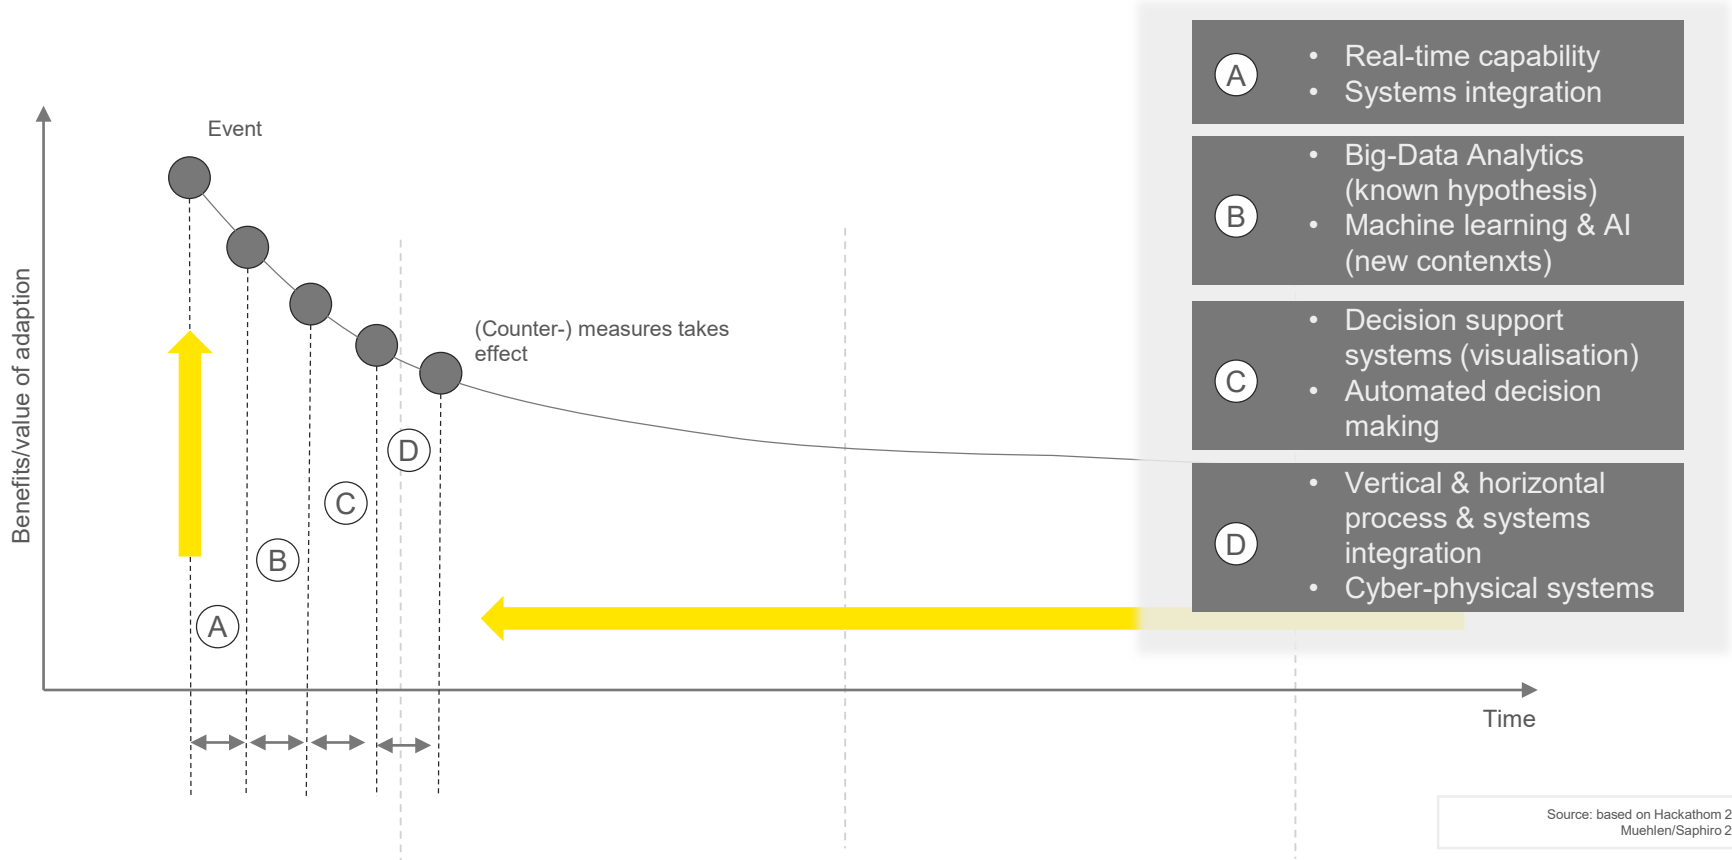 Event
Benefits/value of adaption
(Counter-) measures takes
effect
A
B
C
D
Time
A
• Real-time capability
• Systems integration
B
• Big-Data Analytics
(known hypothesis)
• Machine learning & AI
(new contenxts)
C
• Decision support
systems (visualisation)
• Automated decision
making
D
• Vertical & horizontal
process & systems
integration
• Cyber-physical systems
Source: based on Hackathom 2
Muehlen/Saphiro 2